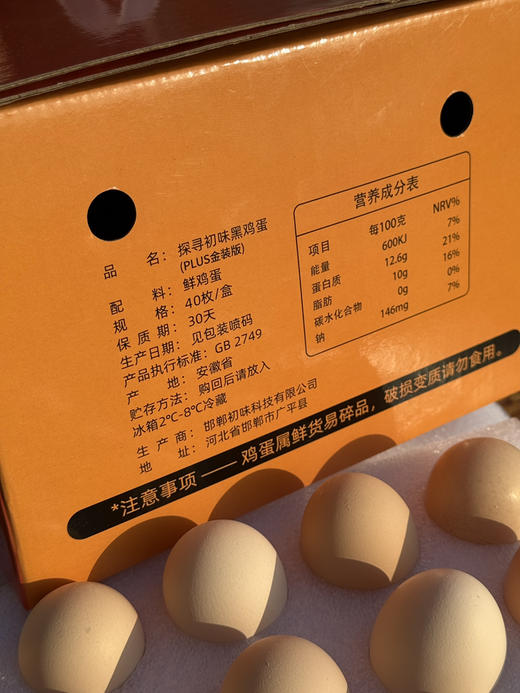 品 名：探寻初味黑鸡蛋
(PLUS金装版)
配 料：鲜鸡蛋
规 格：40枚/盒
保 质 期：30天
生产日期：见包装喷码
产品执行标准：GB 2749
产 地：安徽省
贮存方法：购回后请放入
冰箱2℃-8℃冷藏
生 产 商：邯郸初味科技有限公司
地 址：河北省邯郸市广平县
营养成分表
项目 每100克 NRV%
能量 600KJ 7%
蛋白质 12.6g 21%
脂肪 10g 16%
碳水化合物 0g 0%
钠 146mg 7%
*注意事项——鸡蛋属鲜货易碎品，破损变质请勿食用。